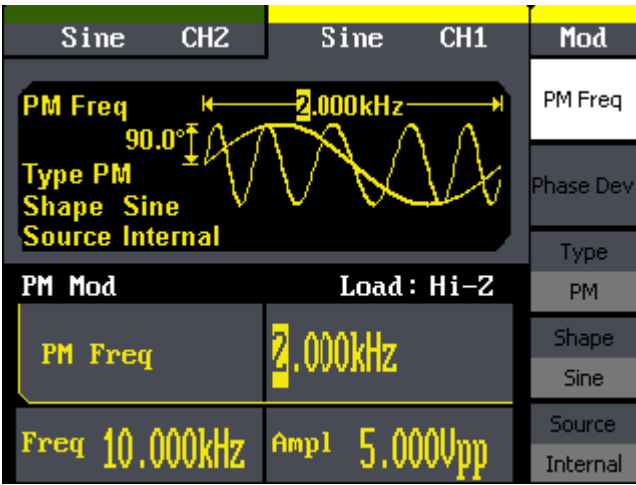 Sine CH2 Sine CH1 Mod
PM Freq 2.000kHz
90.0°
Type PM
Shape Sine
Source Internal
PM Mod Load: Hi-Z
PM Freq 2.000kHz
Freq 10.000kHz Ampl 5.000Vpp
PM Freq
Phase Dev
Type
PM
Shape
Sine
Source
Internal